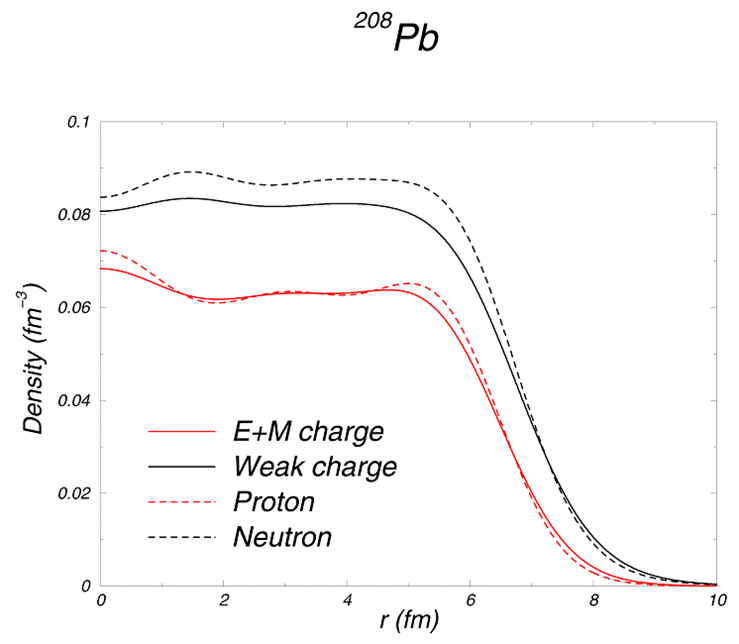 ²⁰⁸Pb
0.1
0.08
0.06
0.04
0.02
0
Density (fm⁻³)
E+M charge
Weak charge
Proton
Neutron
0 2 4 6 8 10
r (fm)